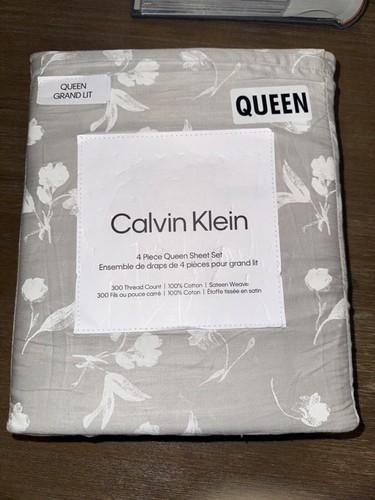 QUEEN
GRAND LIT
QUEEN
Calvin Klein
4 Piece Queen Sheet Set
Ensemble de draps de 4 pièces pour grand lit
300 Thread Count | 100% Cotton | Sateen Weave
300 Fils au pouce carré | 100% Coton | Étoffe tissée en satin